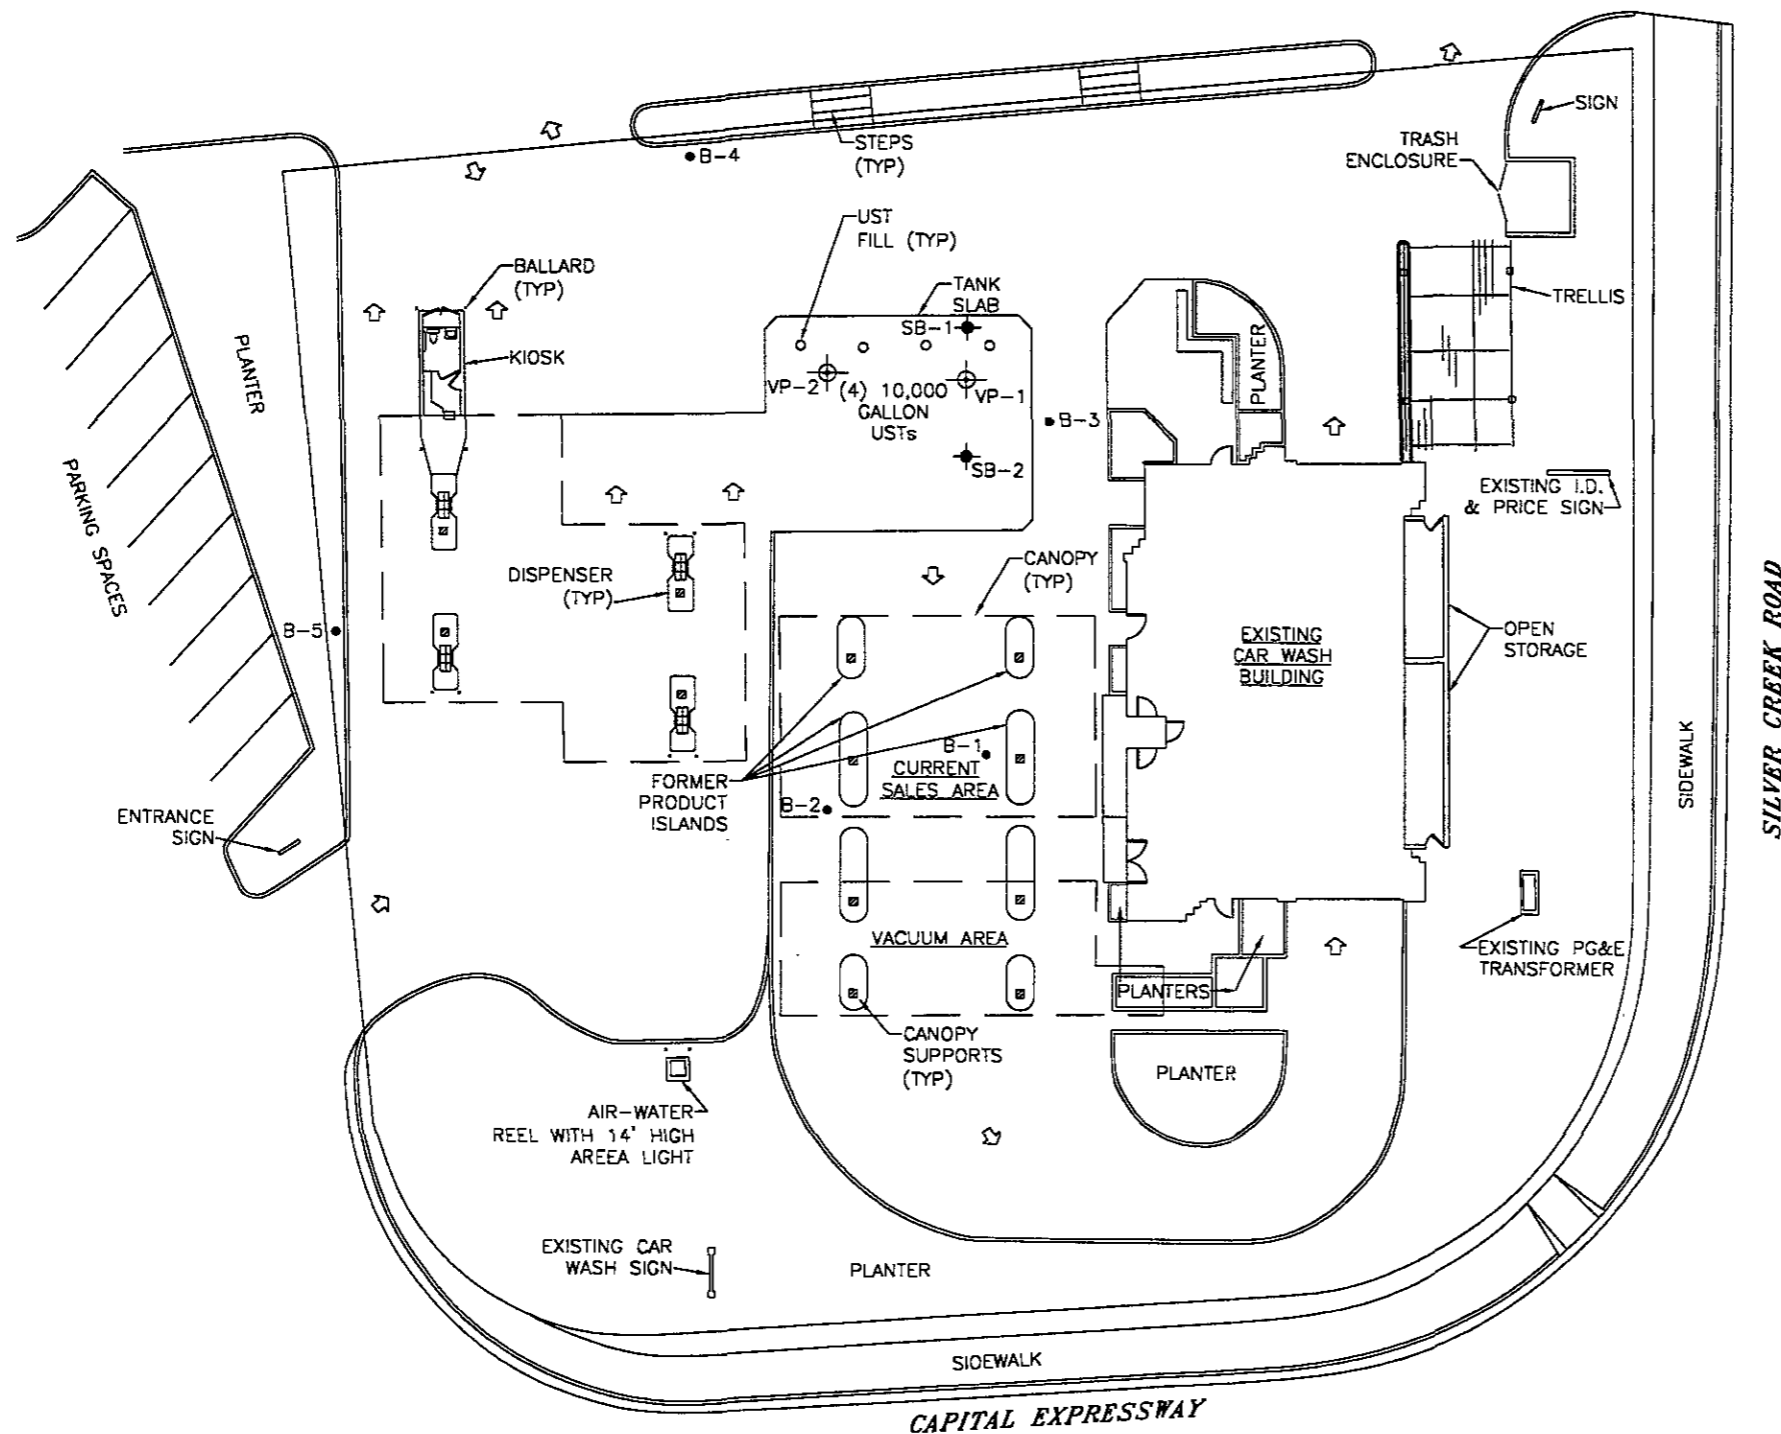 SIGN
TRASH
ENCLOSURE
STEPS
(TYP)
B-4
UST
FILL (TYP)
BALLARD
(TYP)
TANK
SLAB
TRELLIS
SB-1
PLANTER
KIOSK
PLANTER
VP-2
(4) 10,000
GALLON
USTs
VP-1
B-3
SB-2
PARKING SPACES
EXISTING I.D.
& PRICE SIGN
CANOPY
(TYP)
DISPENSER
(TYP)
B-5
EXISTING
CAR WASH
BUILDING
OPEN
STORAGE
SILVER CREEK ROAD
SIDEWALK
B-1
CURRENT
SALES AREA
FORMER
PRODUCT
ISLANDS
B-2
ENTRANCE
SIGN
VACUUM AREA
EXISTING PG&E
TRANSFORMER
PLANTERS
CANOPY
SUPPORTS
(TYP)
PLANTER
AIR-WATER
REEL WITH 14' HIGH
AREEA LIGHT
EXISTING CAR
WASH SIGN
PLANTER
SIDEWALK
CAPITAL EXPRESSWAY